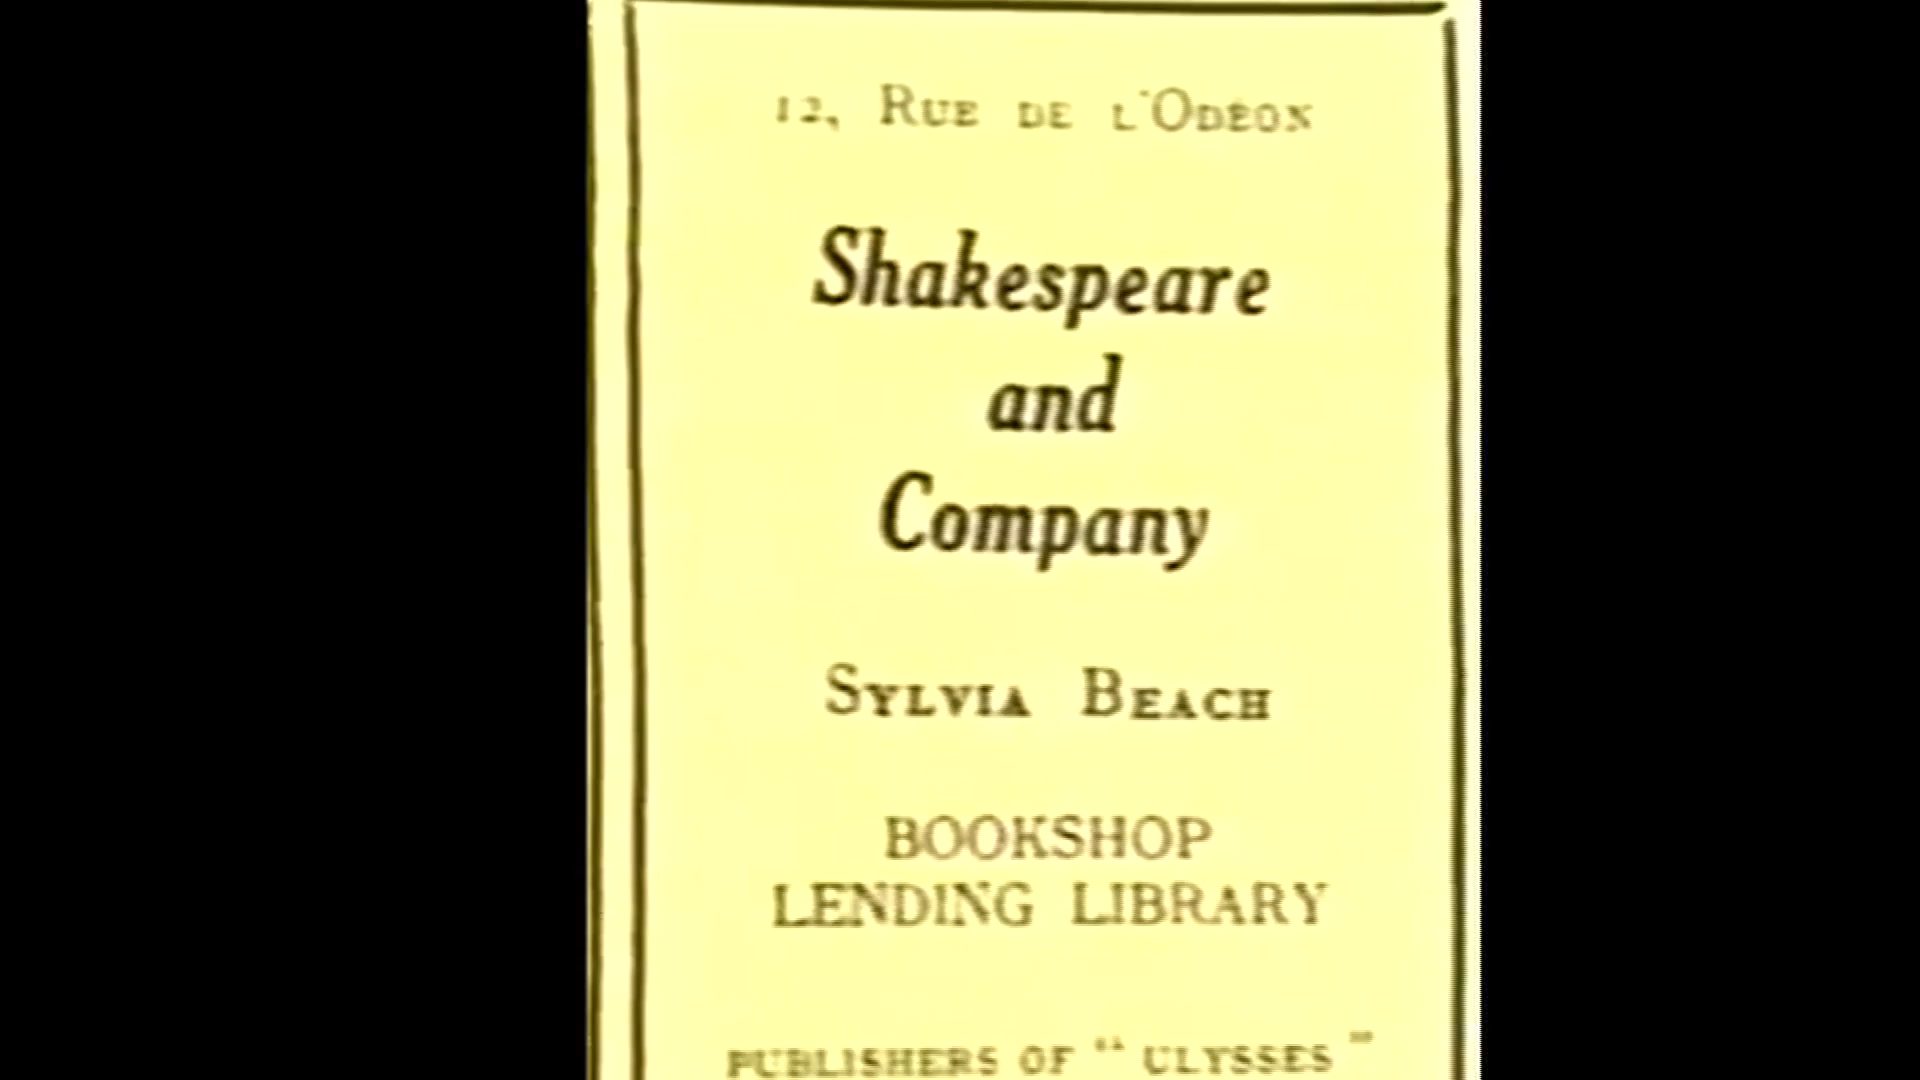 12, Rue de l'Odéon
Shakespeare
and
Company
Sylvia Beach
BOOKSHOP
LENDING LIBRARY
PUBLISHERS OF " ULYSSES "